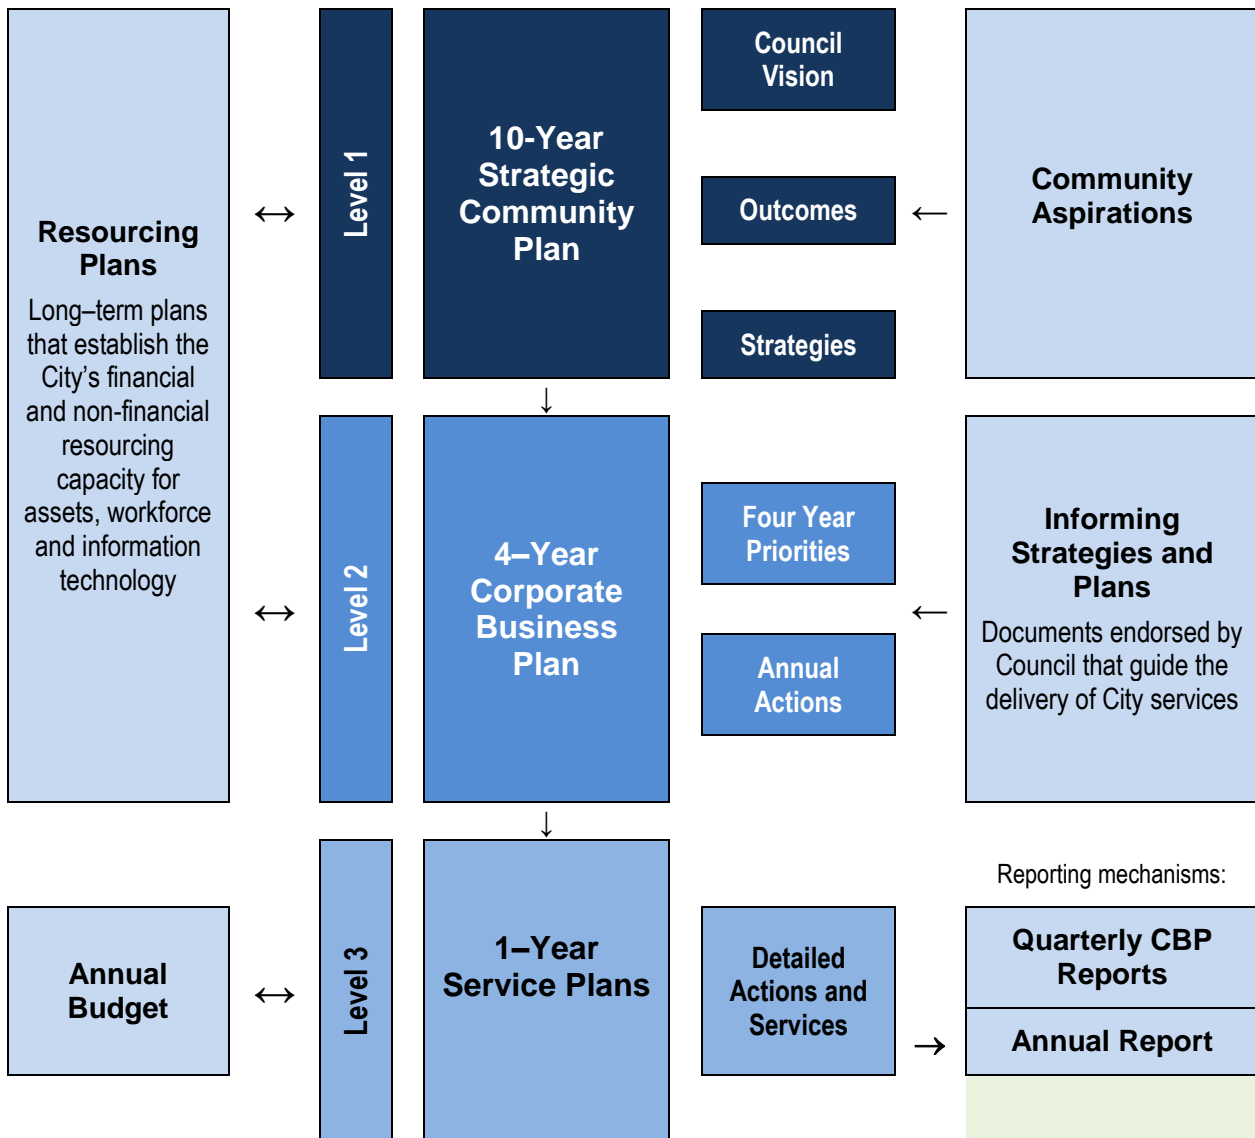 Resourcing
Plans
Long–term plans
that establish the
City’s financial
and non-financial
resourcing
capacity for
assets, workforce
and information
technology
↔
Level 1
10-Year
Strategic
Community
Plan
Council
Vision
Outcomes
Strategies
←
Community
Aspirations
↓
↔
Level 2
4–Year
Corporate
Business
Plan
Four Year
Priorities
Annual
Actions
←
Informing
Strategies and
Plans
Documents endorsed by
Council that guide the
delivery of City services
↓
Annual
Budget
↔
Level 3
1–Year
Service Plans
Detailed
Actions and
Services
→
Reporting mechanisms:
Quarterly CBP
Reports
Annual Report